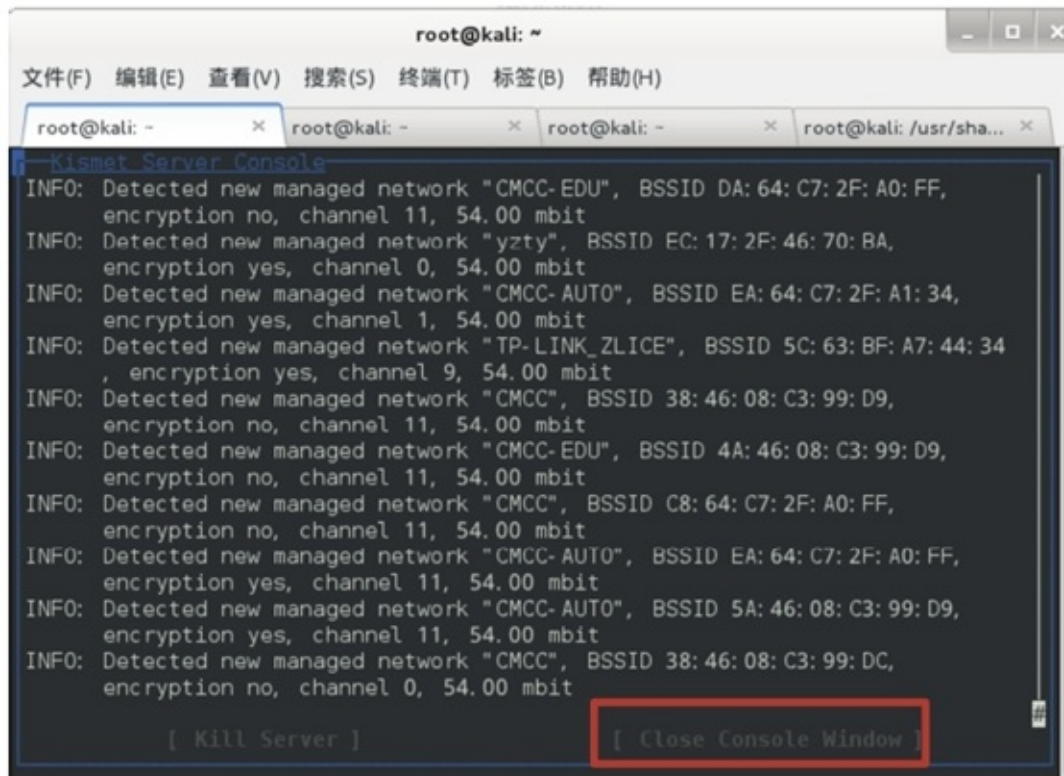 root@kali: ~
文件(F) 编辑(E) 查看(V) 搜索(S) 终端(T) 标签(B) 帮助(H)
root@kali: ~ × root@kali: ~ × root@kali: ~ × root@kali: /usr/sha... ×
Kismet Server Console
INFO: Detected new managed network "CMCC-EDU", BSSID DA:64:C7:2F:A0:FF,
encryption no, channel 11, 54.00 mbit
INFO: Detected new managed network "yzty", BSSID EC:17:2F:46:70:BA,
encryption yes, channel 0, 54.00 mbit
INFO: Detected new managed network "CMCC-AUTO", BSSID EA:64:C7:2F:A1:34,
encryption yes, channel 1, 54.00 mbit
INFO: Detected new managed network "TP-LINK_ZLICE", BSSID 5C:63:BF:A7:44:34
, encryption yes, channel 9, 54.00 mbit
INFO: Detected new managed network "CMCC", BSSID 38:46:08:C3:99:D9,
encryption no, channel 11, 54.00 mbit
INFO: Detected new managed network "CMCC-EDU", BSSID 4A:46:08:C3:99:D9,
encryption no, channel 11, 54.00 mbit
INFO: Detected new managed network "CMCC", BSSID C8:64:C7:2F:A0:FF,
encryption no, channel 11, 54.00 mbit
INFO: Detected new managed network "CMCC-AUTO", BSSID EA:64:C7:2F:A0:FF,
encryption yes, channel 11, 54.00 mbit
INFO: Detected new managed network "CMCC-AUTO", BSSID 5A:46:08:C3:99:D9,
encryption yes, channel 11, 54.00 mbit
INFO: Detected new managed network "CMCC", BSSID 38:46:08:C3:99:DC,
encryption no, channel 0, 54.00 mbit
#
[ Kill Server ] [ Close Console Window ]